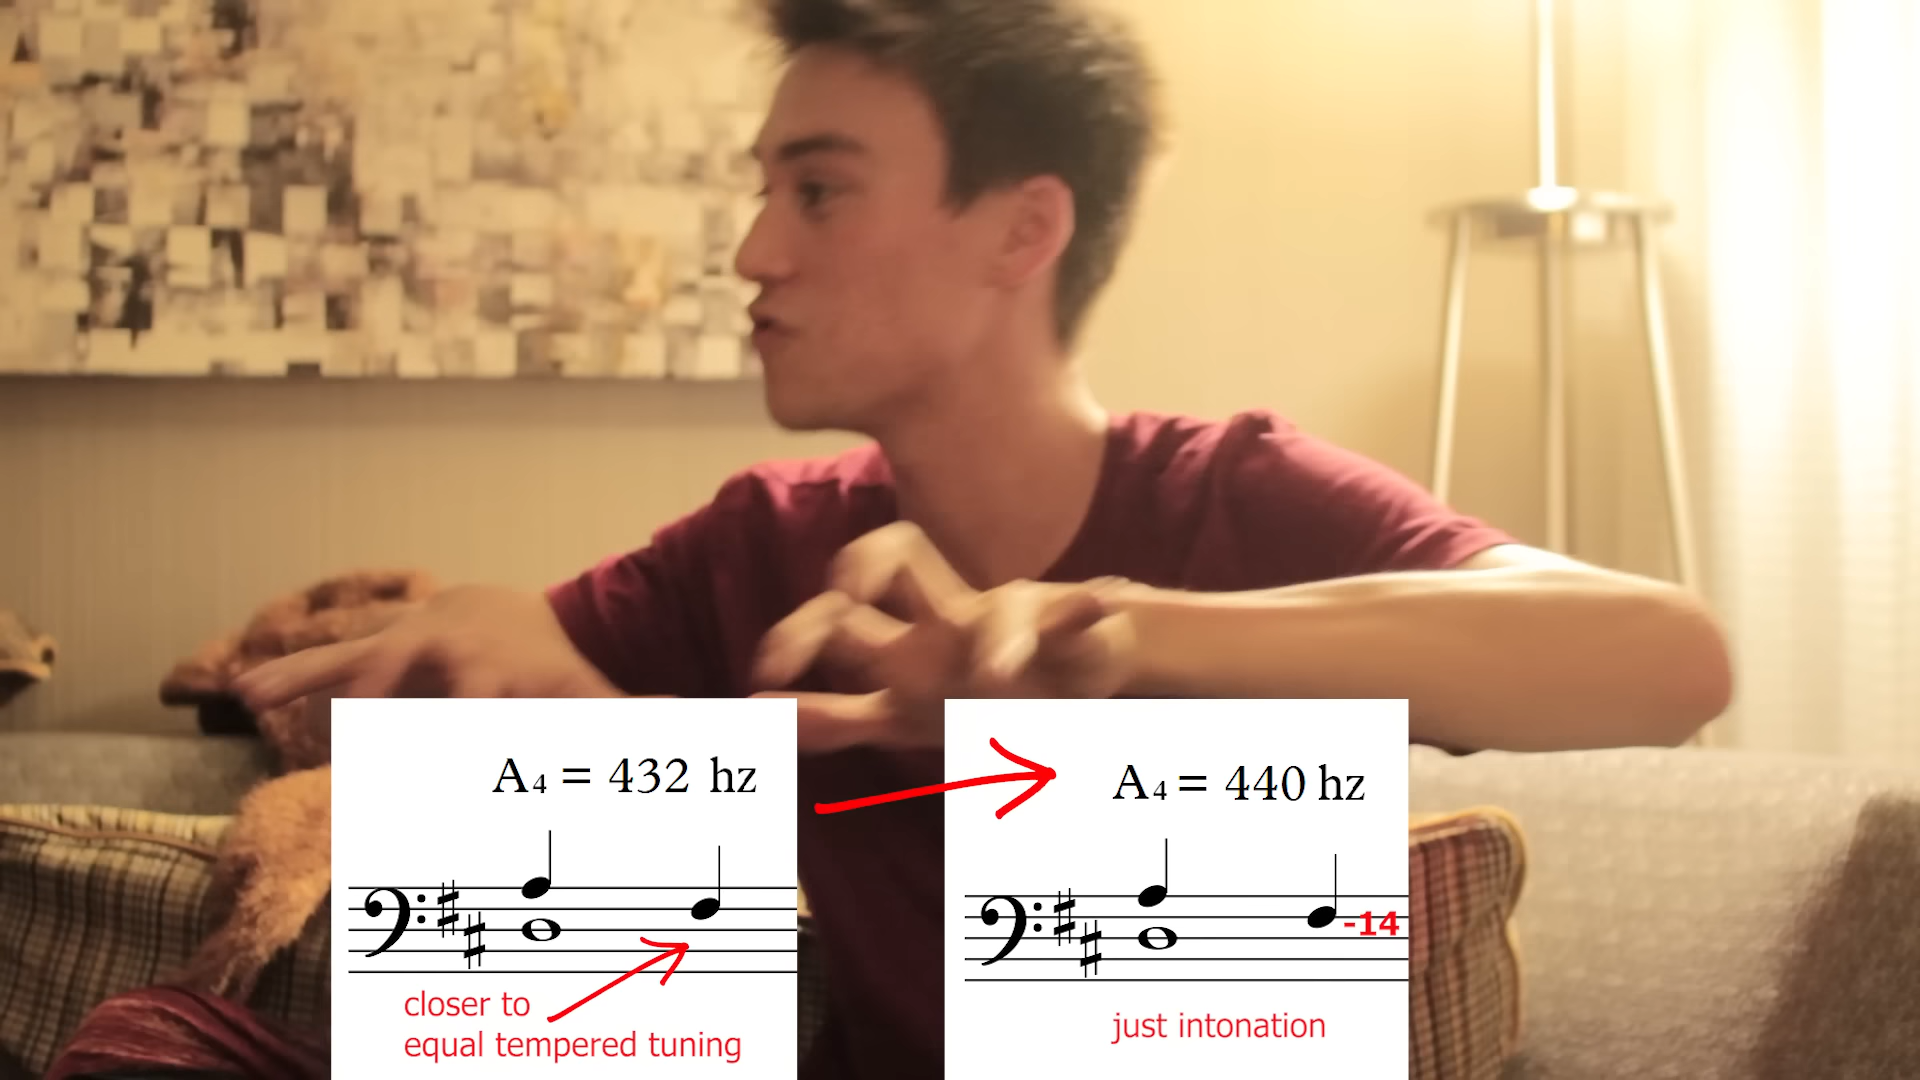 A4 = 432 hz
closer to
equal tempered tuning
A4 = 440 hz
-14
just intonation